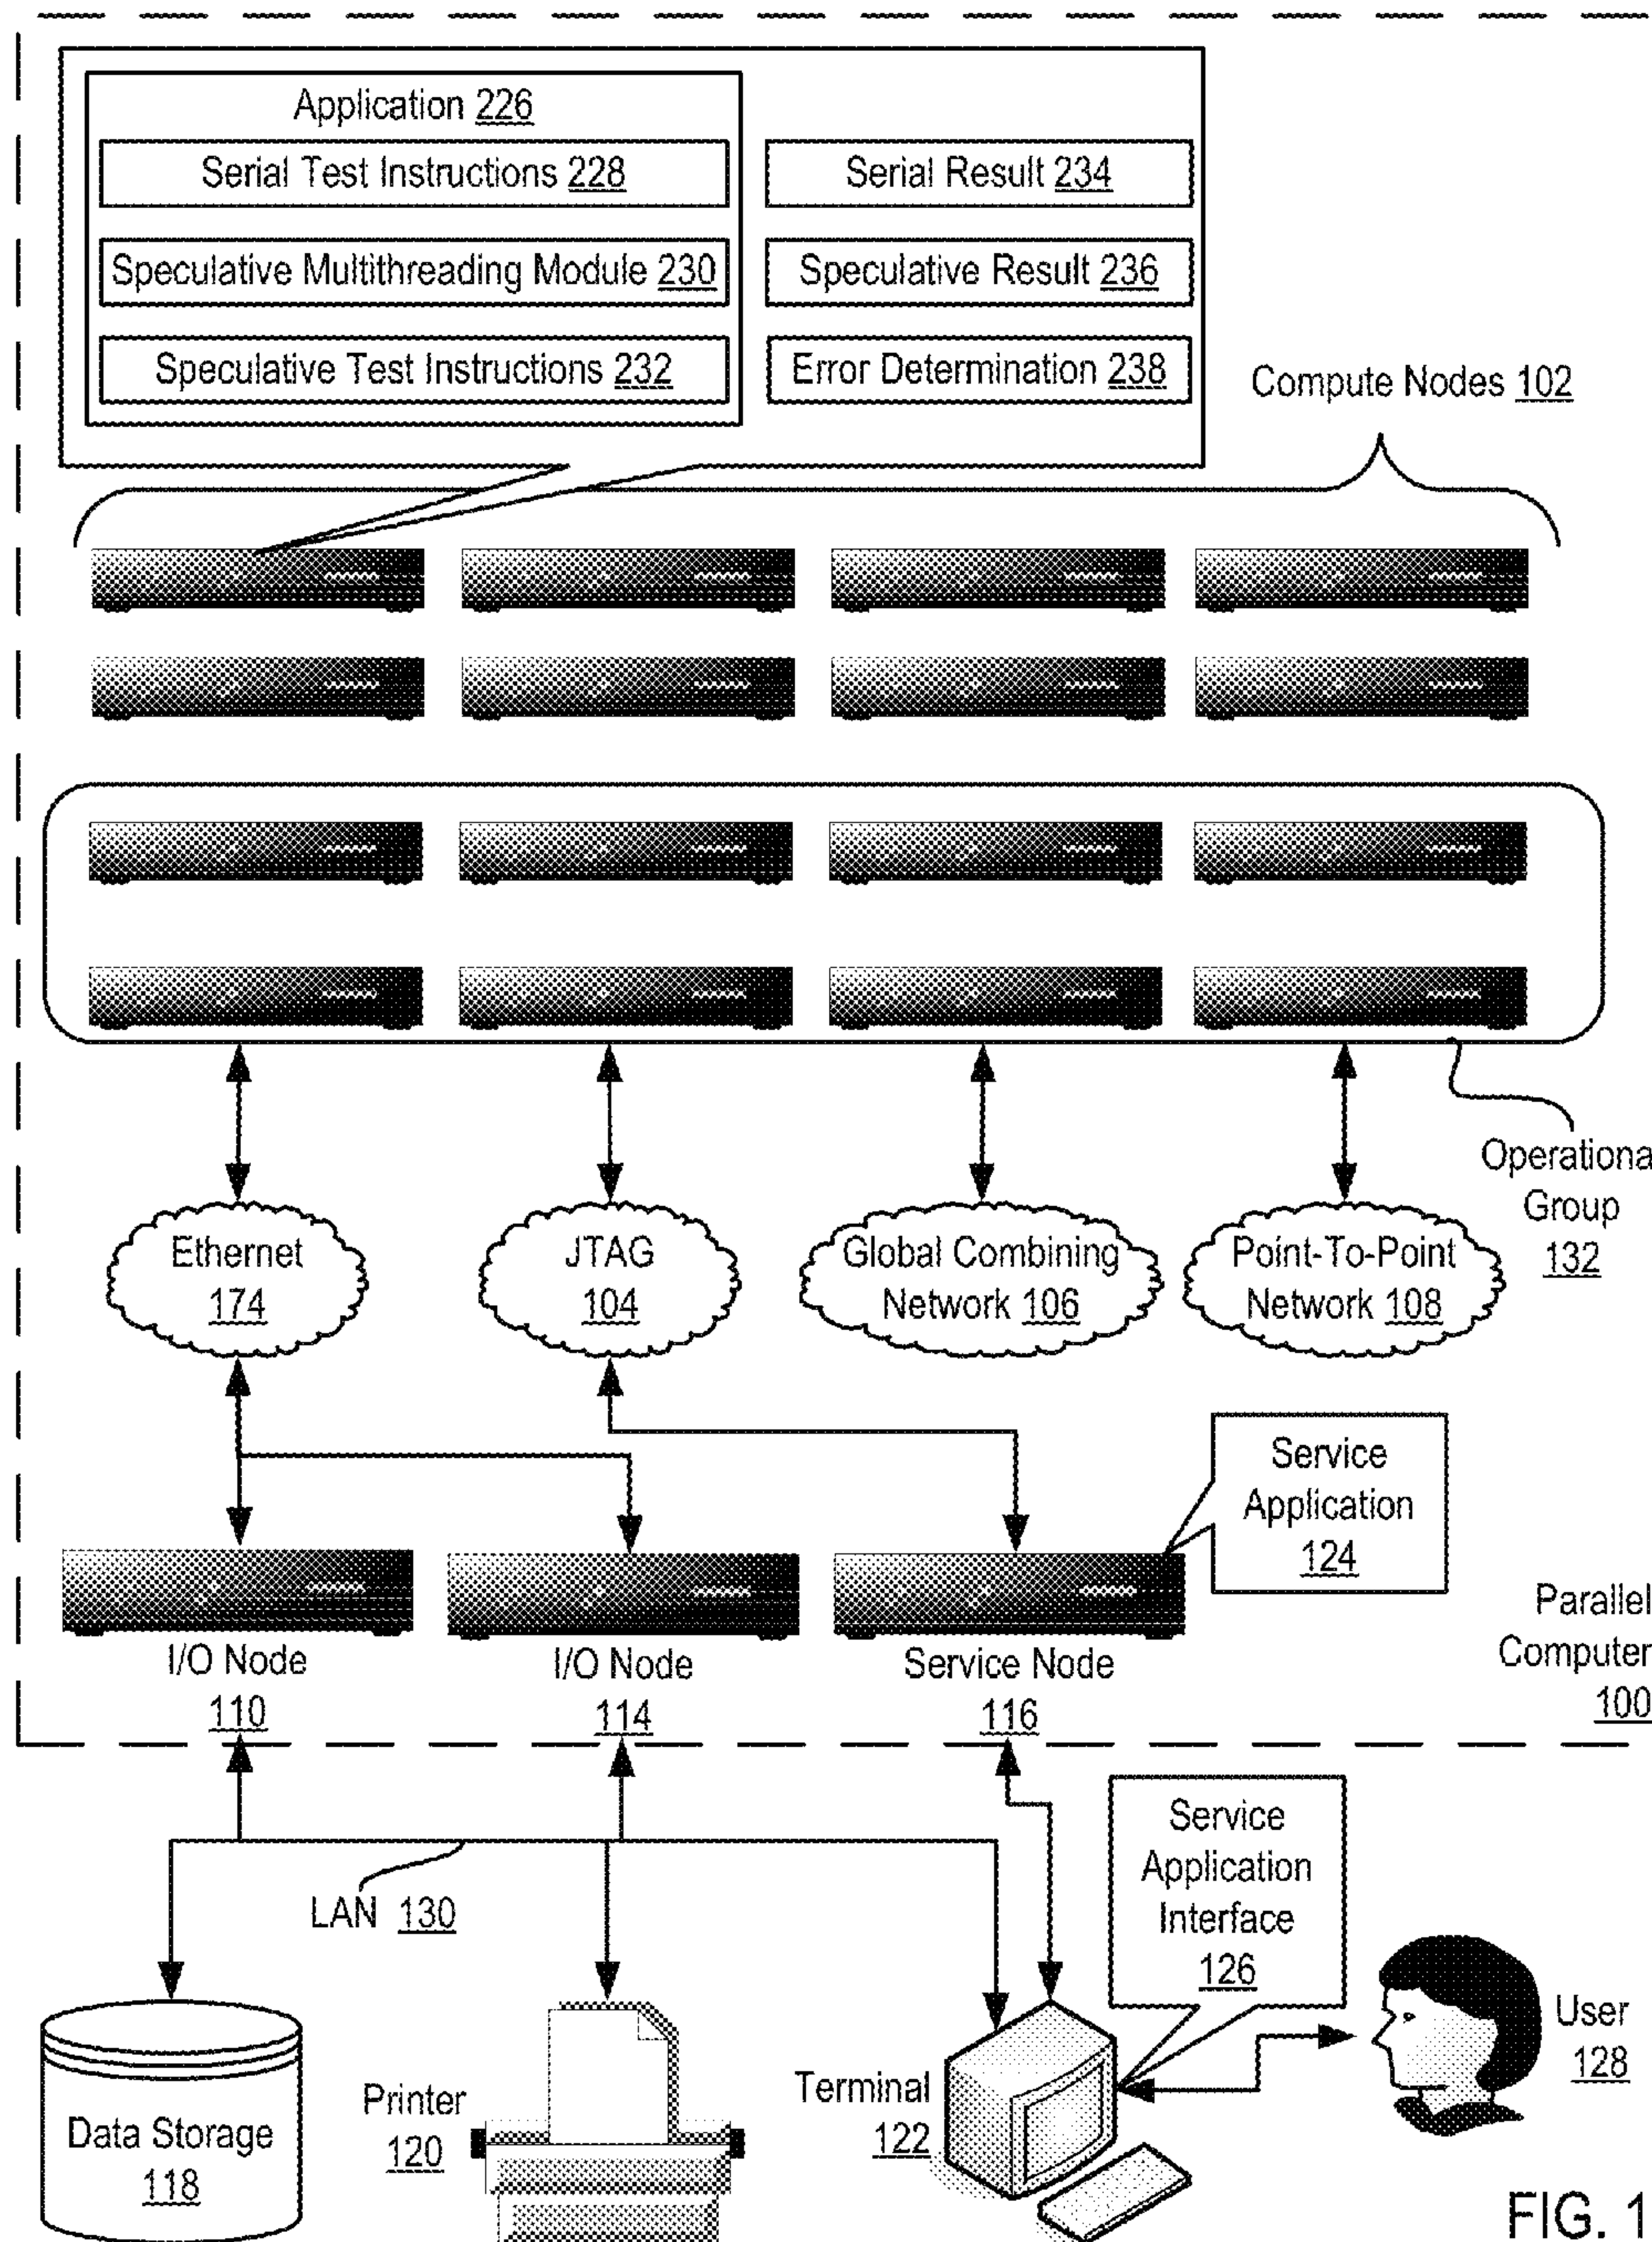 Application 226
Serial Test Instructions 228
Serial Result 234
Speculative Multithreading Module 230
Speculative Result 236
Speculative Test Instructions 232
Error Determination 238
Compute Nodes 102
Operationa
Group
132
Ethernet
174
JTAG
104
Global Combining
Network 106
Point-To-Point
Network 108
Service
Application
124
I/O Node
110
I/O Node
114
Service Node
116
Parallel
Computer
100
LAN 130
Service
Application
Interface
126
User
128
Data Storage
118
Printer
120
Terminal
122
FIG. 1